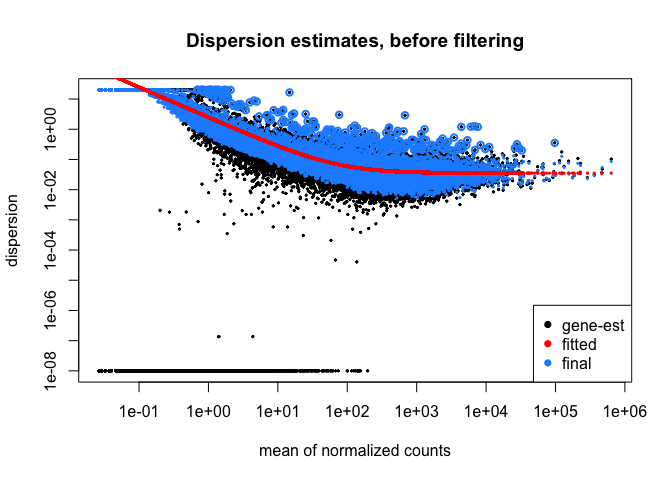 Dispersion estimates, before filtering
dispersion
1e+00
1e-02
1e-04
1e-06
1e-08
gene-est
fitted
final
1e-01 1e+00 1e+01 1e+02 1e+03 1e+04 1e+05 1e+06
mean of normalized counts